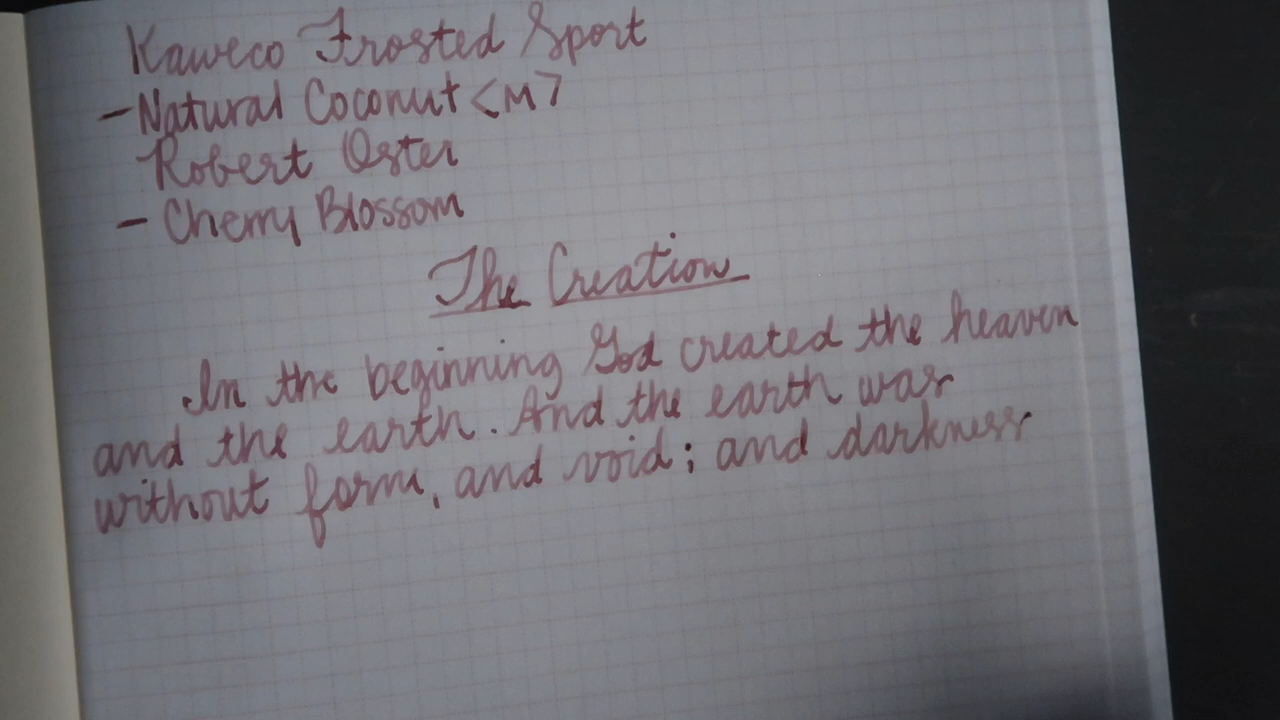 Kaweco Frosted Sport
- Natural Coconut <M>
Robert Oster
- Cherry Blossom
The Creation
In the beginning God created the heaven
and the earth. And the earth was
without form, and void; and darkness